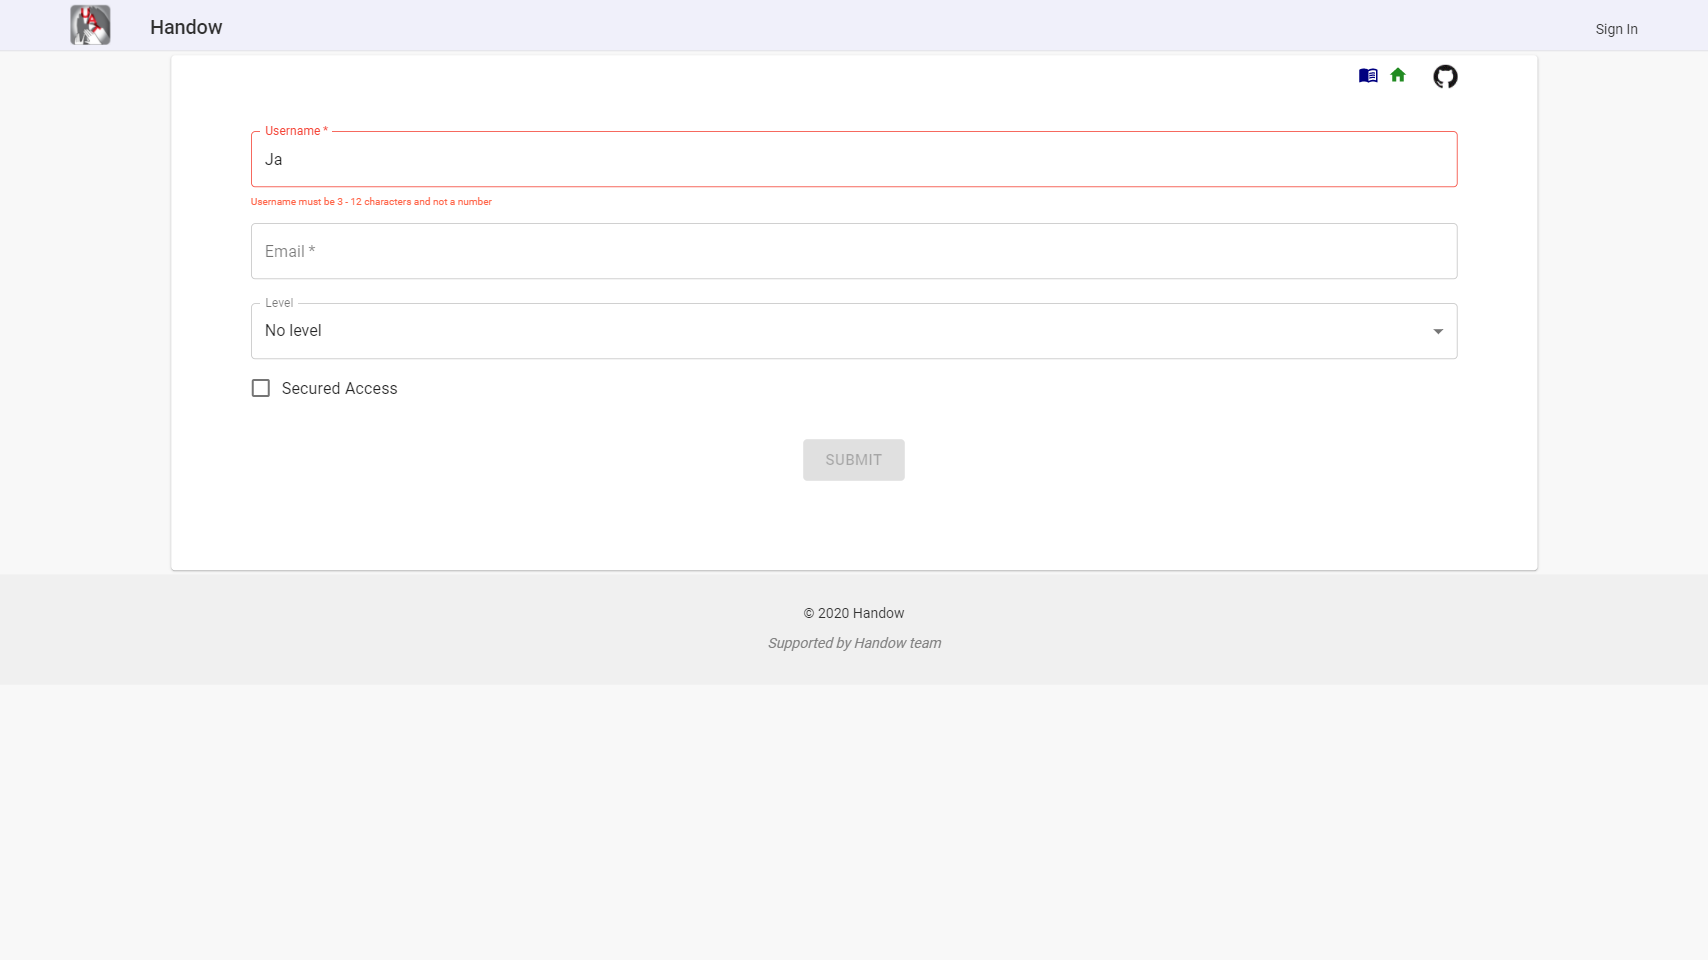 Handow
Sign In
Username *
Ja
Username must be 3 - 12 characters and not a number
Email *
Level
No level
Secured Access
SUBMIT
© 2020 Handow
Supported by Handow team